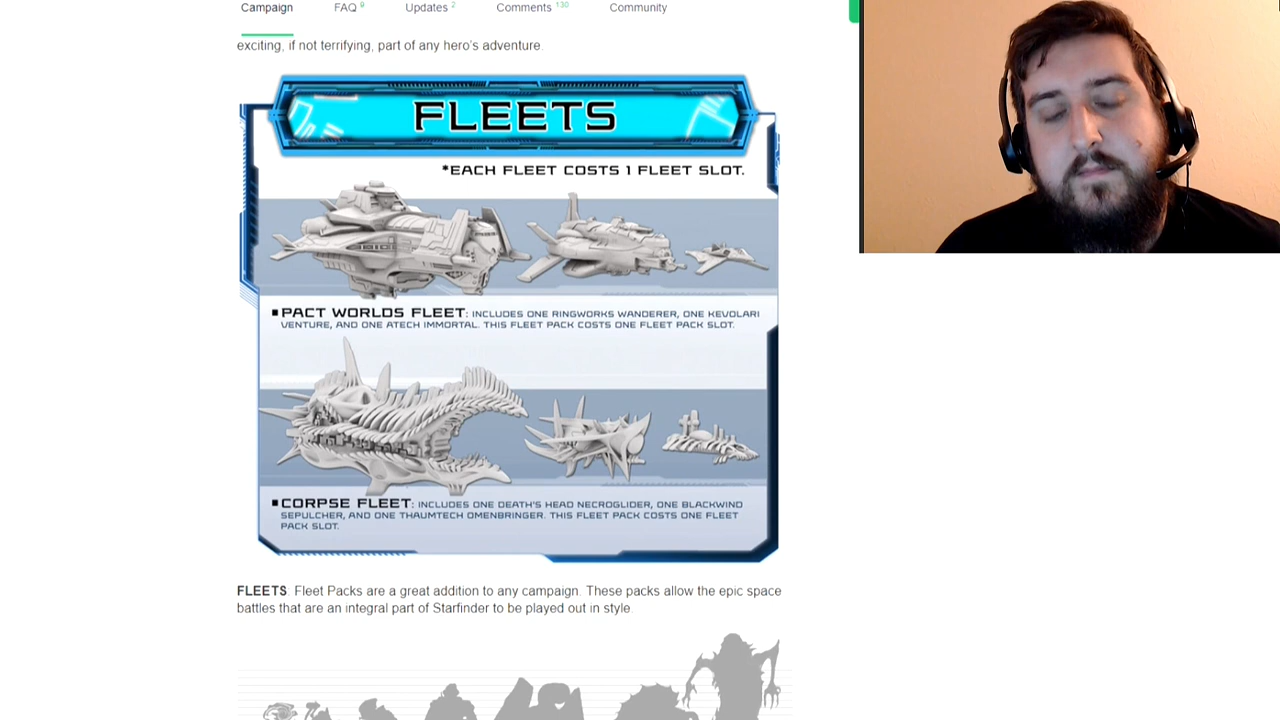 Campaign FAQ 9 Updates 2 Comments 130 Community
exciting, if not terrifying, part of any hero's adventure.
FLEETS
*EACH FLEET COSTS 1 FLEET SLOT.
▪PACT WORLDS FLEET: INCLUDES ONE RINGWORKS WANDERER, ONE KEVOLARI
VENTURE, AND ONE ATECH IMMORTAL. THIS FLEET PACK COSTS ONE FLEET PACK SLOT.
▪CORPSE FLEET: INCLUDES ONE DEATH'S HEAD NECROGLIDER, ONE BLACKWIND
SEPULCHER, AND ONE THAUMTECH OMENBRINGER. THIS FLEET PACK COSTS ONE FLEET
PACK SLOT.
FLEETS. Fleet Packs are a great addition to any campaign. These packs allow the epic space
battles that are an integral part of Starfinder to be played out in style.